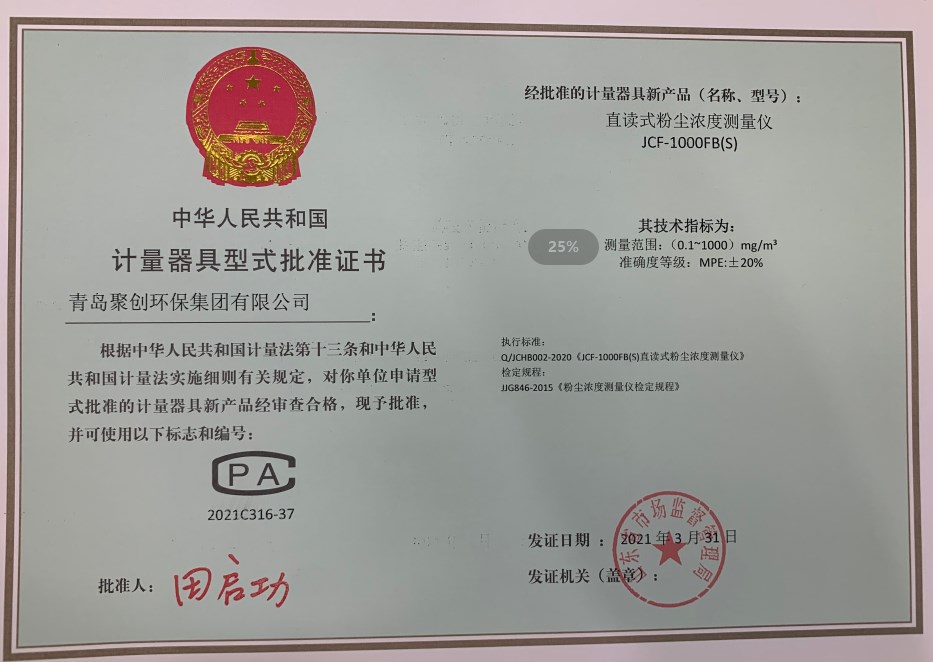 中华人民共和国
计量器具型式批准证书
青岛聚创环保集团有限公司
:
根据中华人民共和国计量法第十三条和中华人民
共和国计量法实施细则有关规定，对你单位申请型
式批准的计量器具新产品经审查合格，现予批准，
并可使用以下标志和编号：
CPA
2021C316-37
批准人：
田启功
经批准的计量器具新产品（名称、型号）：
直读式粉尘浓度测量仪
JCF-1000FB(S)
其技术指标为：
25%
测量范围：（0.1~1000）mg/m³
准确度等级：MPE:±20%
执行标准：
Q/JCHB002-2020《JCF-1000FB(S)直读式粉尘浓度测量仪》
检定规程：
JJG846-2015《粉尘浓度测量仪检定规程》
发证日期 ：2021年3月31日
发证机关（盖章）：
东省市场监督管理局